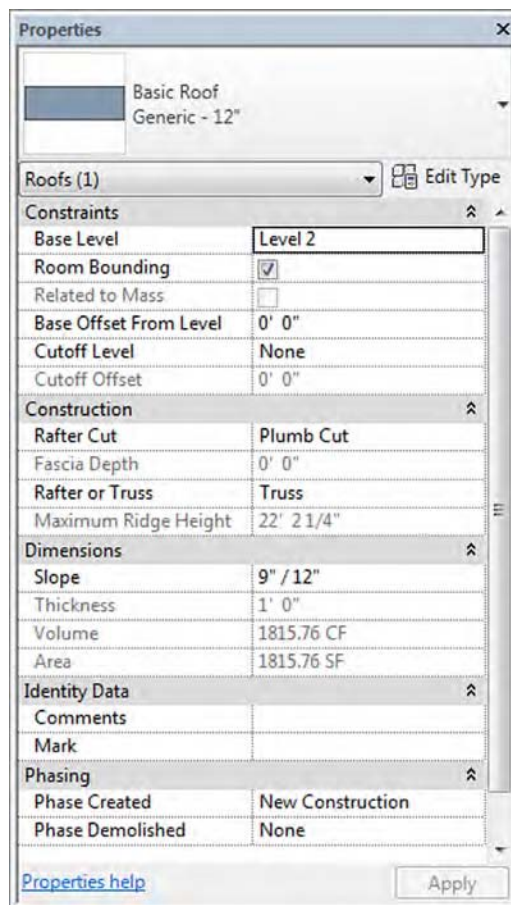 Properties
Basic Roof
Generic - 12"
Roofs (1) Edit Type
Constraints
Base Level Level 2
Room Bounding
Related to Mass
Base Offset From Level 0' 0"
Cutoff Level None
Cutoff Offset 0' 0"
Construction
Rafter Cut Plumb Cut
Fascia Depth 0' 0"
Rafter or Truss Truss
Maximum Ridge Height 22' 2 1/4"
Dimensions
Slope 9" / 12"
Thickness 1' 0"
Volume 1815.76 CF
Area 1815.76 SF
Identity Data
Comments
Mark
Phasing
Phase Created New Construction
Phase Demolished None
Properties help Apply